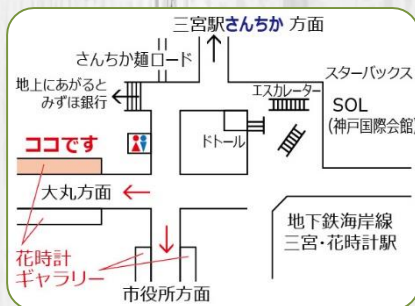 三宮駅さんちか 方面
さんちか麺ロード
地上にあがると
みずほ銀行
スターバックス
エスカレーター
SOL
(神戸国際会館)
ドトール
ココです
大丸方面
地下鉄海岸線
三宮・花時計駅
花時計
ギャラリー
市役所方面